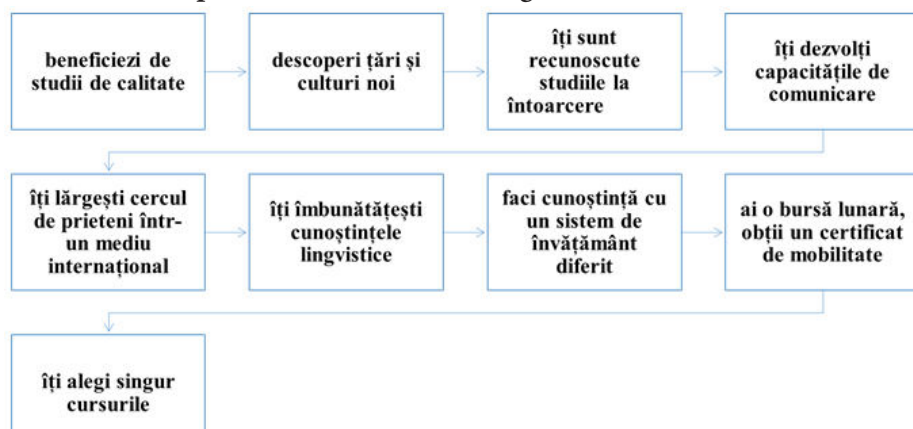 beneficiezi de
studii de calitate
descoperi țări și
culturi noi
îți sunt
recunoscute
studiile la
întoarcere
îți dezvolți
capacitățile de
comunicare
îți lărgești cercul
de prieteni într-
un mediu
internațional
îți îmbunătățești
cunoștințele
lingvistice
faci cunoștință cu
un sistem de
învățământ
diferit
ai o bursă lunară,
obții un certificat
de mobilitate
îți alegi singur
cursurile